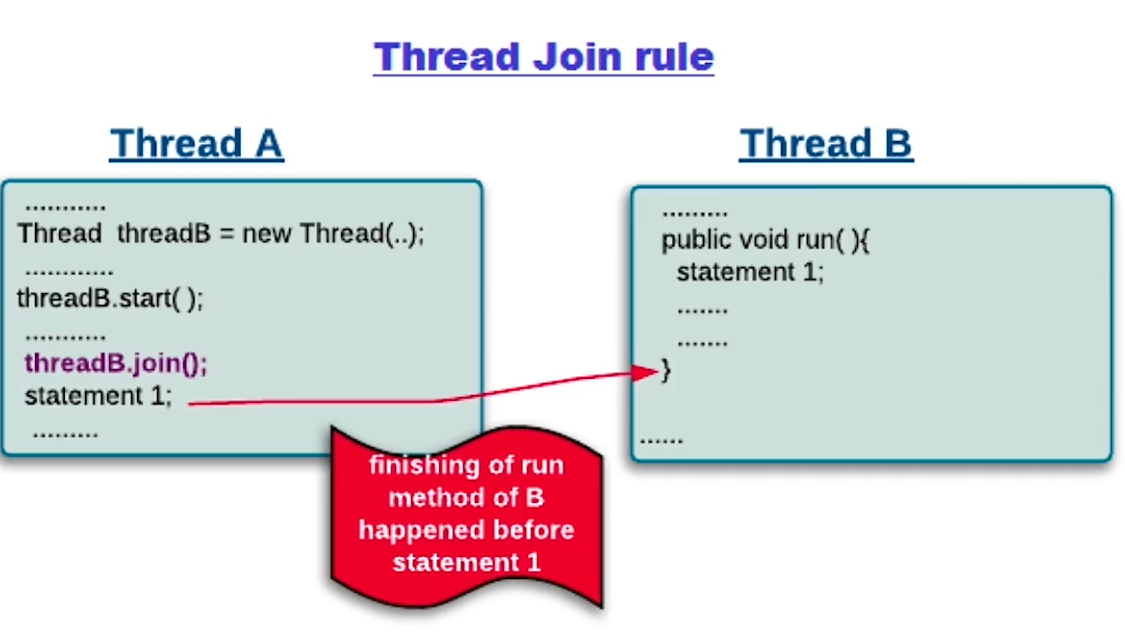 Thread Join rule
Thread A
...........
Thread  threadB = new Thread(..);
............
threadB.start( );
...........
threadB.join();
statement 1;
.........
Thread B
.........
public void run( ){
statement 1;
.......
.......
}
......
finishing of run
method of B
happened before
statement 1